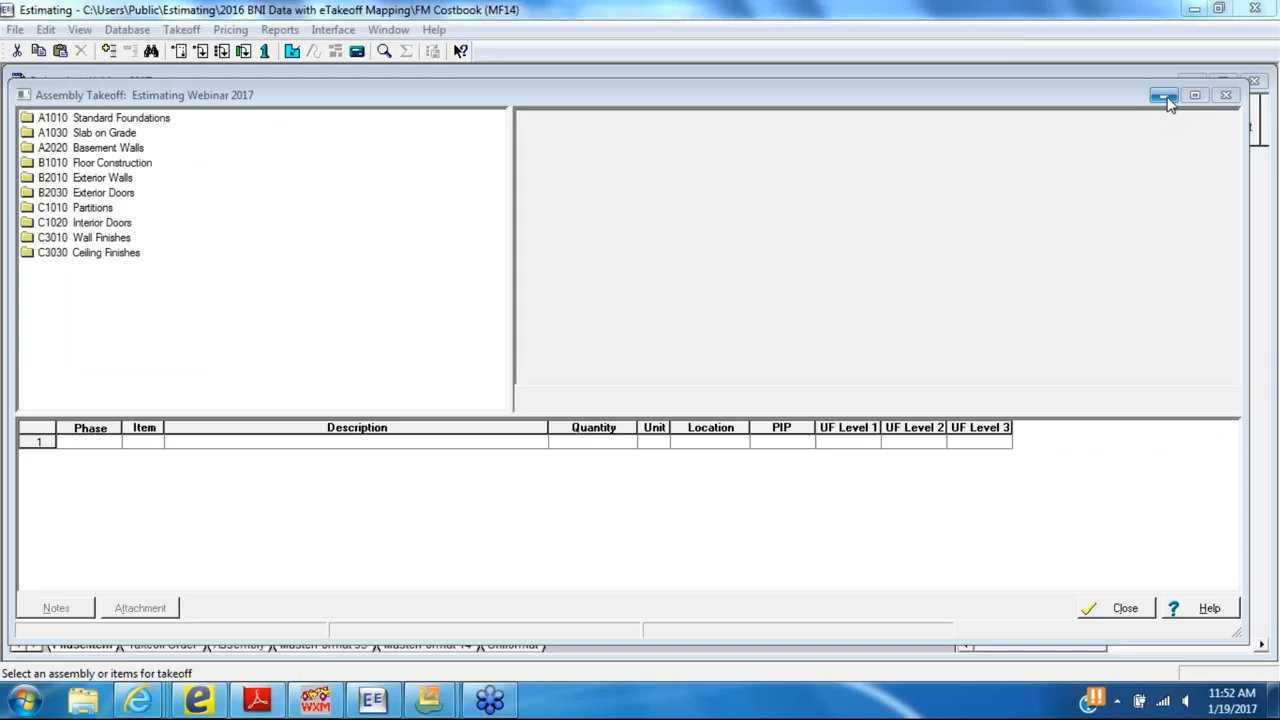 Estimating - C:\Users\Public\Estimating\2016 BNI Data with eTakeoff Mapping\FM Costbook (MF14)
File Edit View Database Takeoff Pricing Reports Interface Window Help
Assembly Takeoff: Estimating Webinar 2017
A1010 Standard Foundations
A1030 Slab on Grade
A2020 Basement Walls
B1010 Floor Construction
B2010 Exterior Walls
B2030 Exterior Doors
C1010 Partitions
C1020 Interior Doors
C3010 Wall Finishes
C3030 Ceiling Finishes
Phase Item Description Quantity Unit Location PIP UF Level 1 UF Level 2 UF Level 3
1
Notes Attachment Close Help
Select an assembly or items for takeoff
EE WXM EE
11:52 AM
1/19/2017